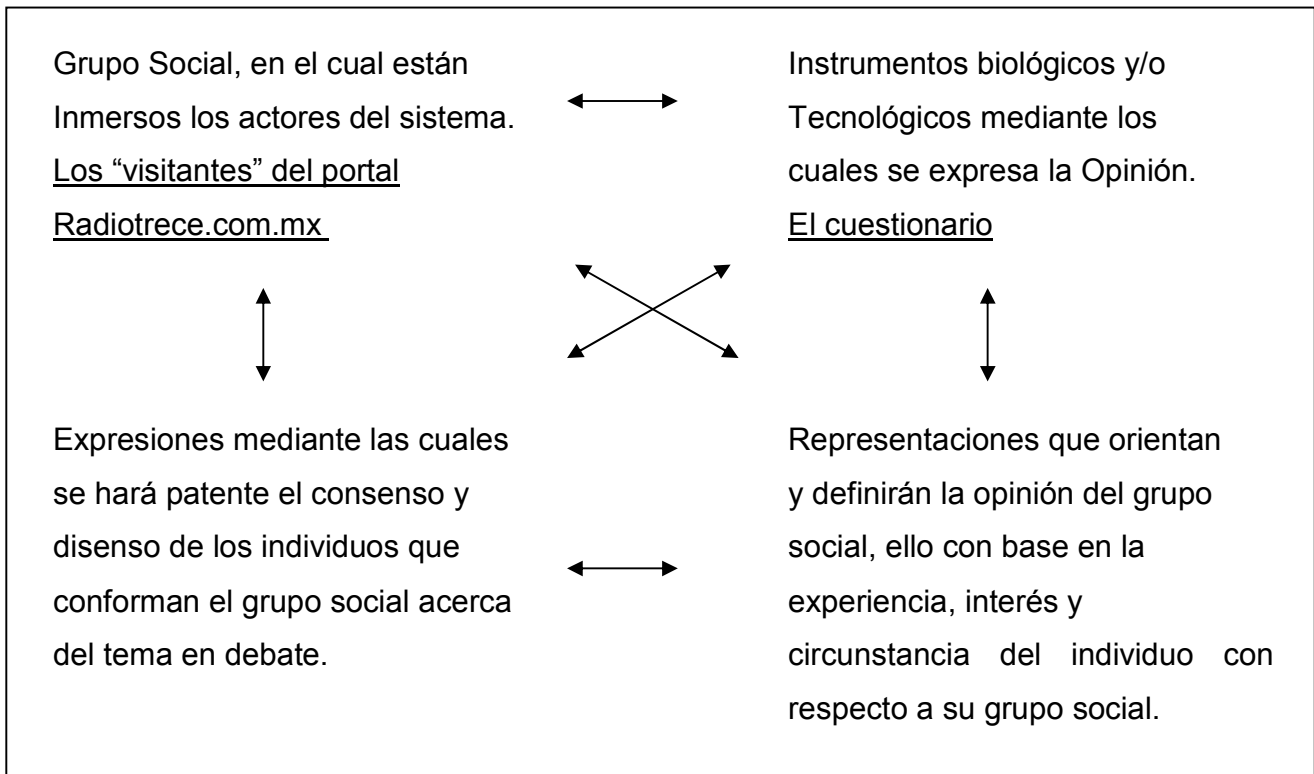 Grupo Social, en el cual están
Inmersos los actores del sistema.
Los “visitantes” del portal
Radiotrece.com.mx
Instrumentos biológicos y/o
Tecnológicos mediante los
cuales se expresa la Opinión.
El cuestionario
Expresiones mediante las cuales
se hará patente el consenso y
disenso de los individuos que
conforman el grupo social acerca
del tema en debate.
Representaciones que orientan
y definirán la opinión del grupo
social, ello con base en la
experiencia, interés y
circunstancia del individuo con
respecto a su grupo social.